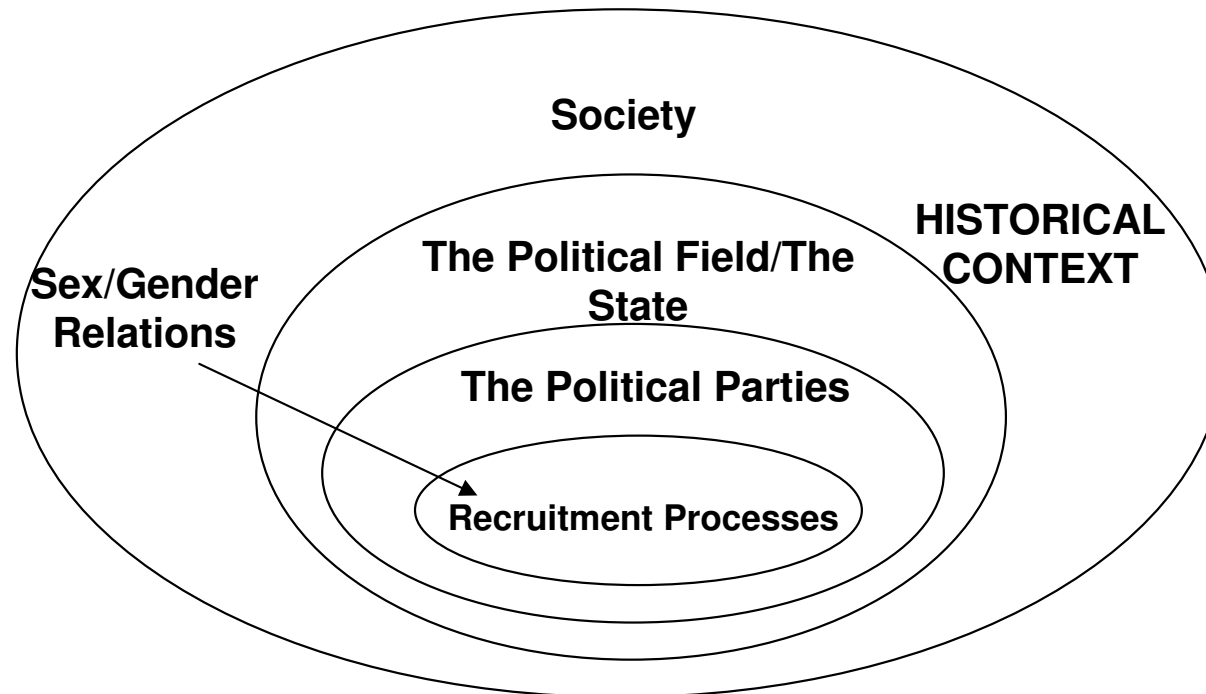 Society
HISTORICAL
CONTEXT
The Political Field/The
State
Sex/Gender
Relations
The Political Parties
Recruitment Processes